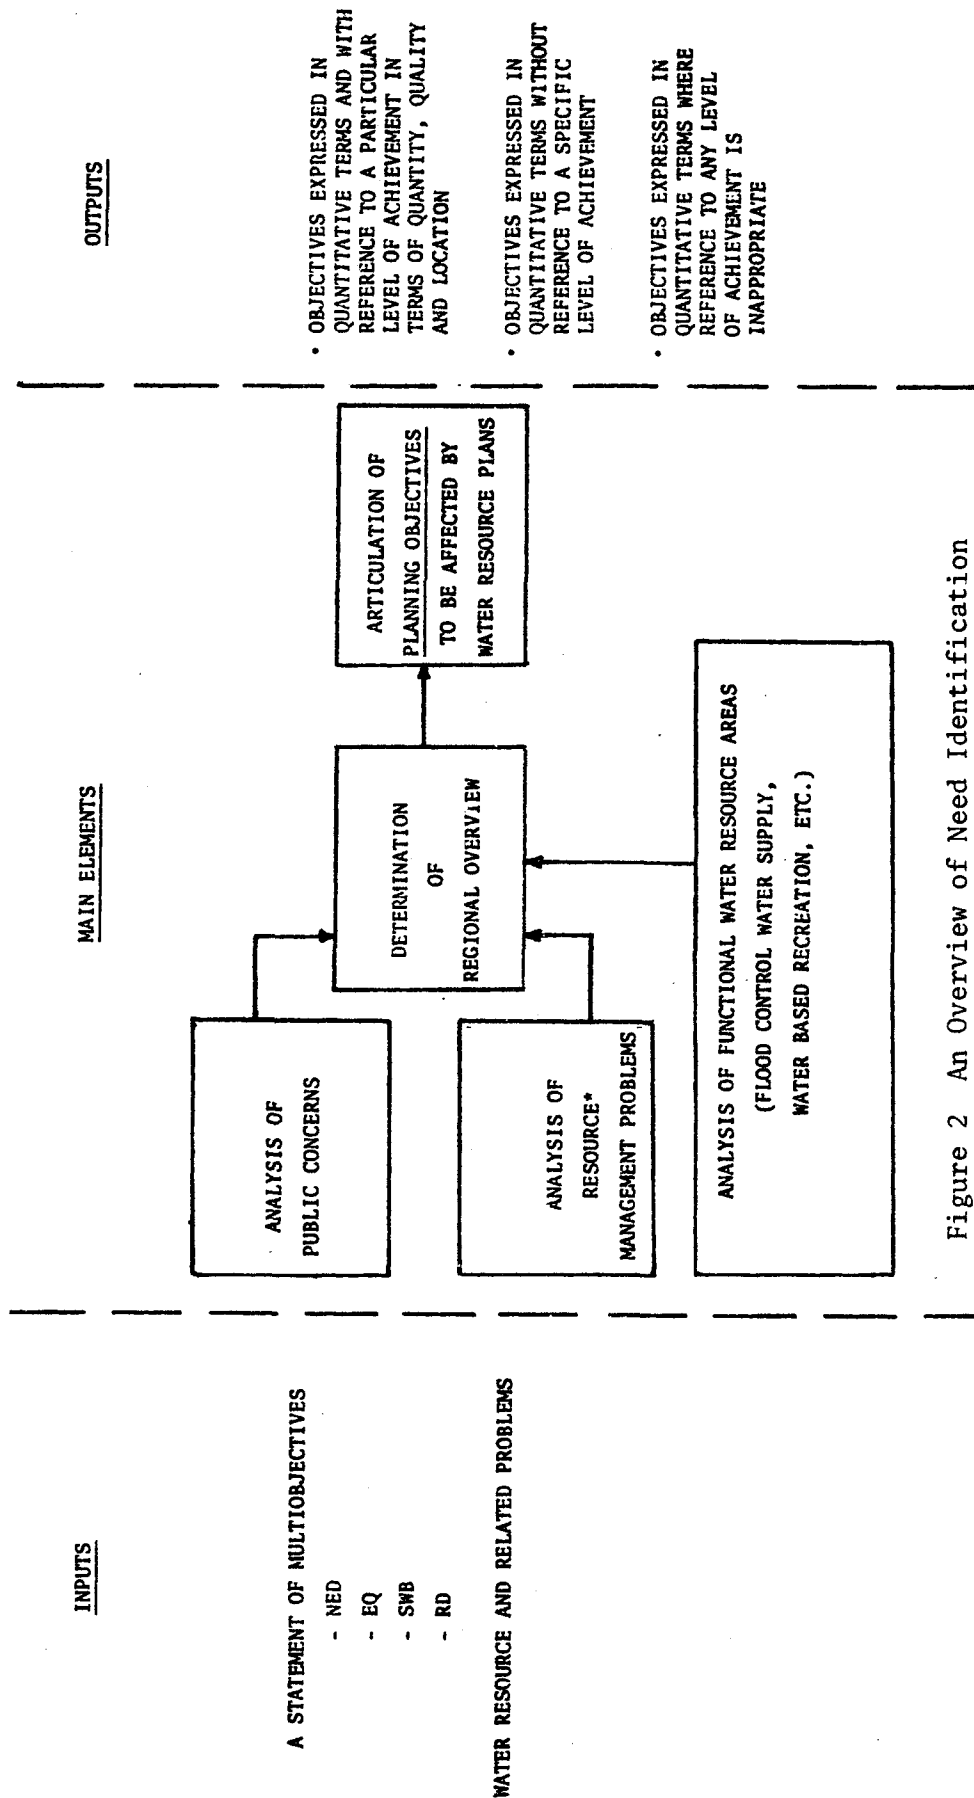 INPUTS
A STATEMENT OF MULTIOBJECTIVES
- NED
- EQ
- SWB
- RD
WATER RESOURCE AND RELATED PROBLEMS
MAIN ELEMENTS
ANALYSIS OF
PUBLIC CONCERNS
ANALYSIS OF
RESOURCE*
MANAGEMENT PROBLEMS
ANALYSIS OF FUNCTIONAL WATER RESOURCE AREAS
(FLOOD CONTROL WATER SUPPLY,
WATER BASED RECREATION, ETC.)
DETERMINATION
OF
REGIONAL OVERVIEW
ARTICULATION OF
PLANNING OBJECTIVES
TO BE AFFECTED BY
WATER RESOURCE PLANS
OUTPUTS
• OBJECTIVES EXPRESSED IN
QUANTITATIVE TERMS AND WITH
REFERENCE TO A PARTICULAR
LEVEL OF ACHIEVEMENT IN
TERMS OF QUANTITY, QUALITY
AND LOCATION
• OBJECTIVES EXPRESSED IN
QUANTITATIVE TERMS WITHOUT
REFERENCE TO A SPECIFIC
LEVEL OF ACHIEVEMENT
• OBJECTIVES EXPRESSED IN
QUANTITATIVE TERMS WHERE
REFERENCE TO ANY LEVEL
OF ACHIEVEMENT IS
INAPPROPRIATE
Figure 2 An Overview of Need Identification